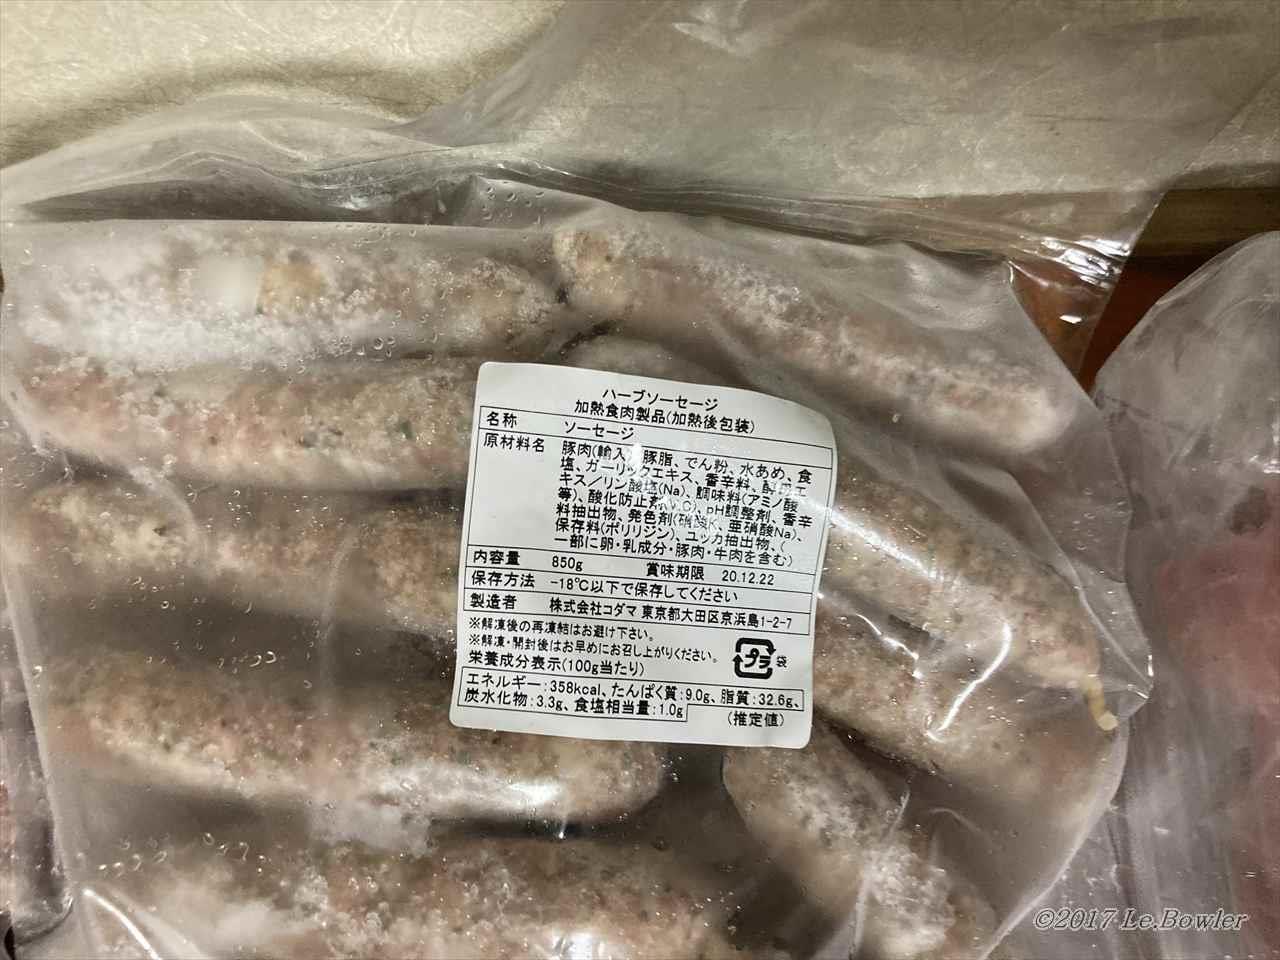 ハーブソーセージ
加熱食肉製品(加熱後包装)
名称 ソーセージ
原材料名 豚肉(輸入)、豚脂、でん粉、水あめ、食
塩、ガーリックエキス、香辛料、酵母エ
キス/リン酸塩(Na)、調味料(アミノ酸
等)、酸化防止剤(V.C)、pH調整剤、香辛
料抽出物、発色剤(硝酸K、亜硝酸Na)、
保存料(ポリリジン)、ユッカ抽出物、(
一部に卵・乳成分・豚肉・牛肉を含む)
内容量 850g 賞味期限 20.12.22
保存方法 -18℃以下で保存してください
製造者 株式会社コダマ 東京都大田区京浜島1-2-7
※解凍後の再凍結はお避け下さい。
※解凍・開封後はお早めにお召し上がりください。
プラ 袋
栄養成分表示(100g当たり)
エネルギー:358kcal、たんぱく質:9.0g、脂質:32.6g、
炭水化物:3.3g、食塩相当量:1.0g (推定値)
©2017 Le.Bowler